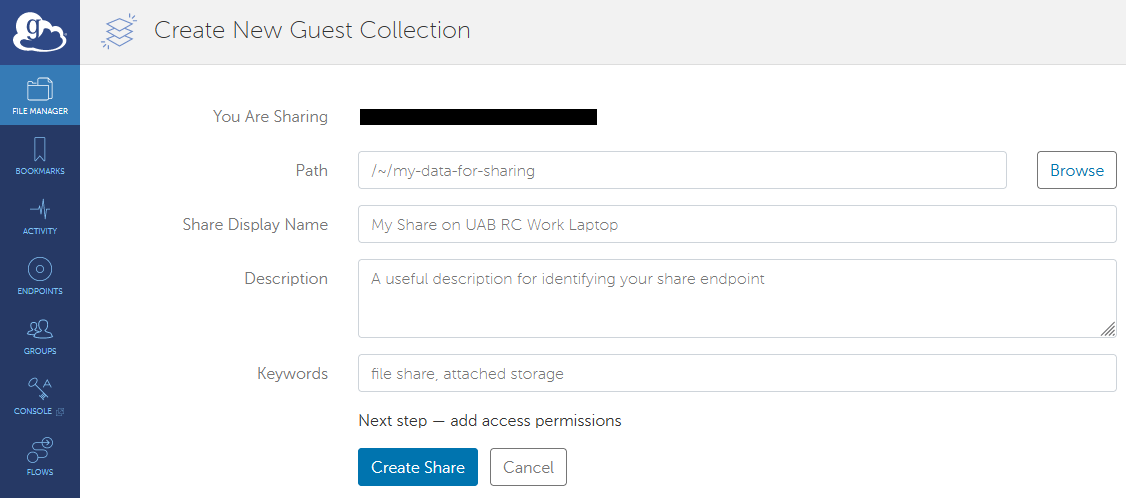 g
Create New Guest Collection
FILE MANAGER
BOOKMARKS
ACTIVITY
ENDPOINTS
GROUPS
CONSOLE
FLOWS
You Are Sharing
Path
/~/my-data-for-sharing
Browse
Share Display Name
My Share on UAB RC Work Laptop
Description
A useful description for identifying your share endpoint
Keywords
file share, attached storage
Next step — add access permissions
Create Share
Cancel